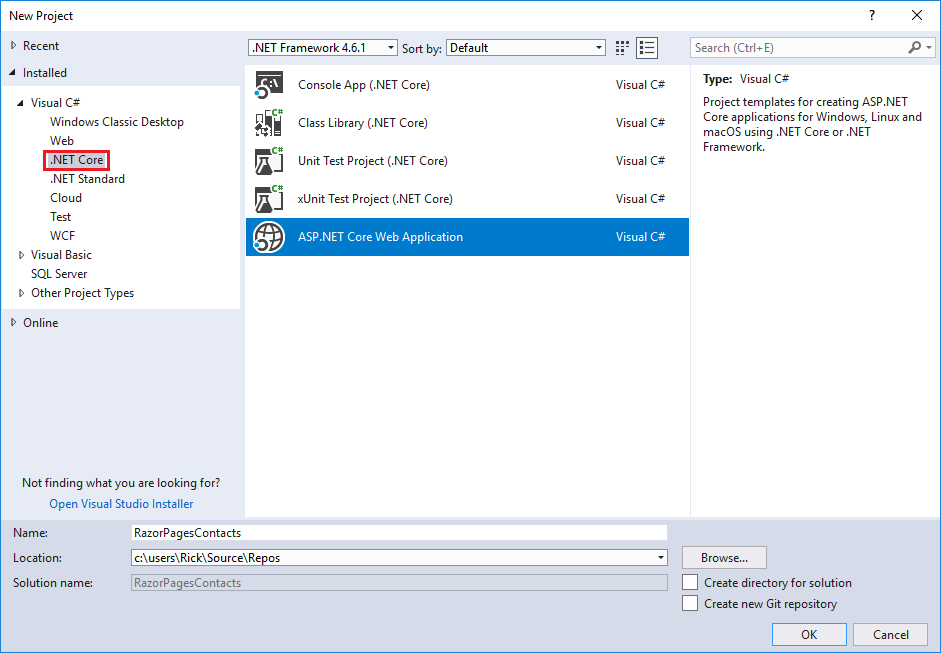 New Project
?
Recent
.NET Framework 4.6.1
Sort by:
Default
Search (Ctrl+E)
Installed
Visual C#
Windows Classic Desktop
Web
.NET Core
.NET Standard
Cloud
Test
WCF
Visual Basic
SQL Server
Other Project Types
Online
Not finding what you are looking for?
Open Visual Studio Installer
Console App (.NET Core) Visual C#
Class Library (.NET Core) Visual C#
Unit Test Project (.NET Core) Visual C#
xUnit Test Project (.NET Core) Visual C#
ASP.NET Core Web Application Visual C#
Type: Visual C#
Project templates for creating ASP.NET
Core applications for Windows, Linux and
macOS using .NET Core or .NET
Framework.
Name: RazorPagesContacts
Location: c:\users\Rick\Source\Repos
Browse...
Solution name: RazorPagesContacts
Create directory for solution
Create new Git repository
OK
Cancel